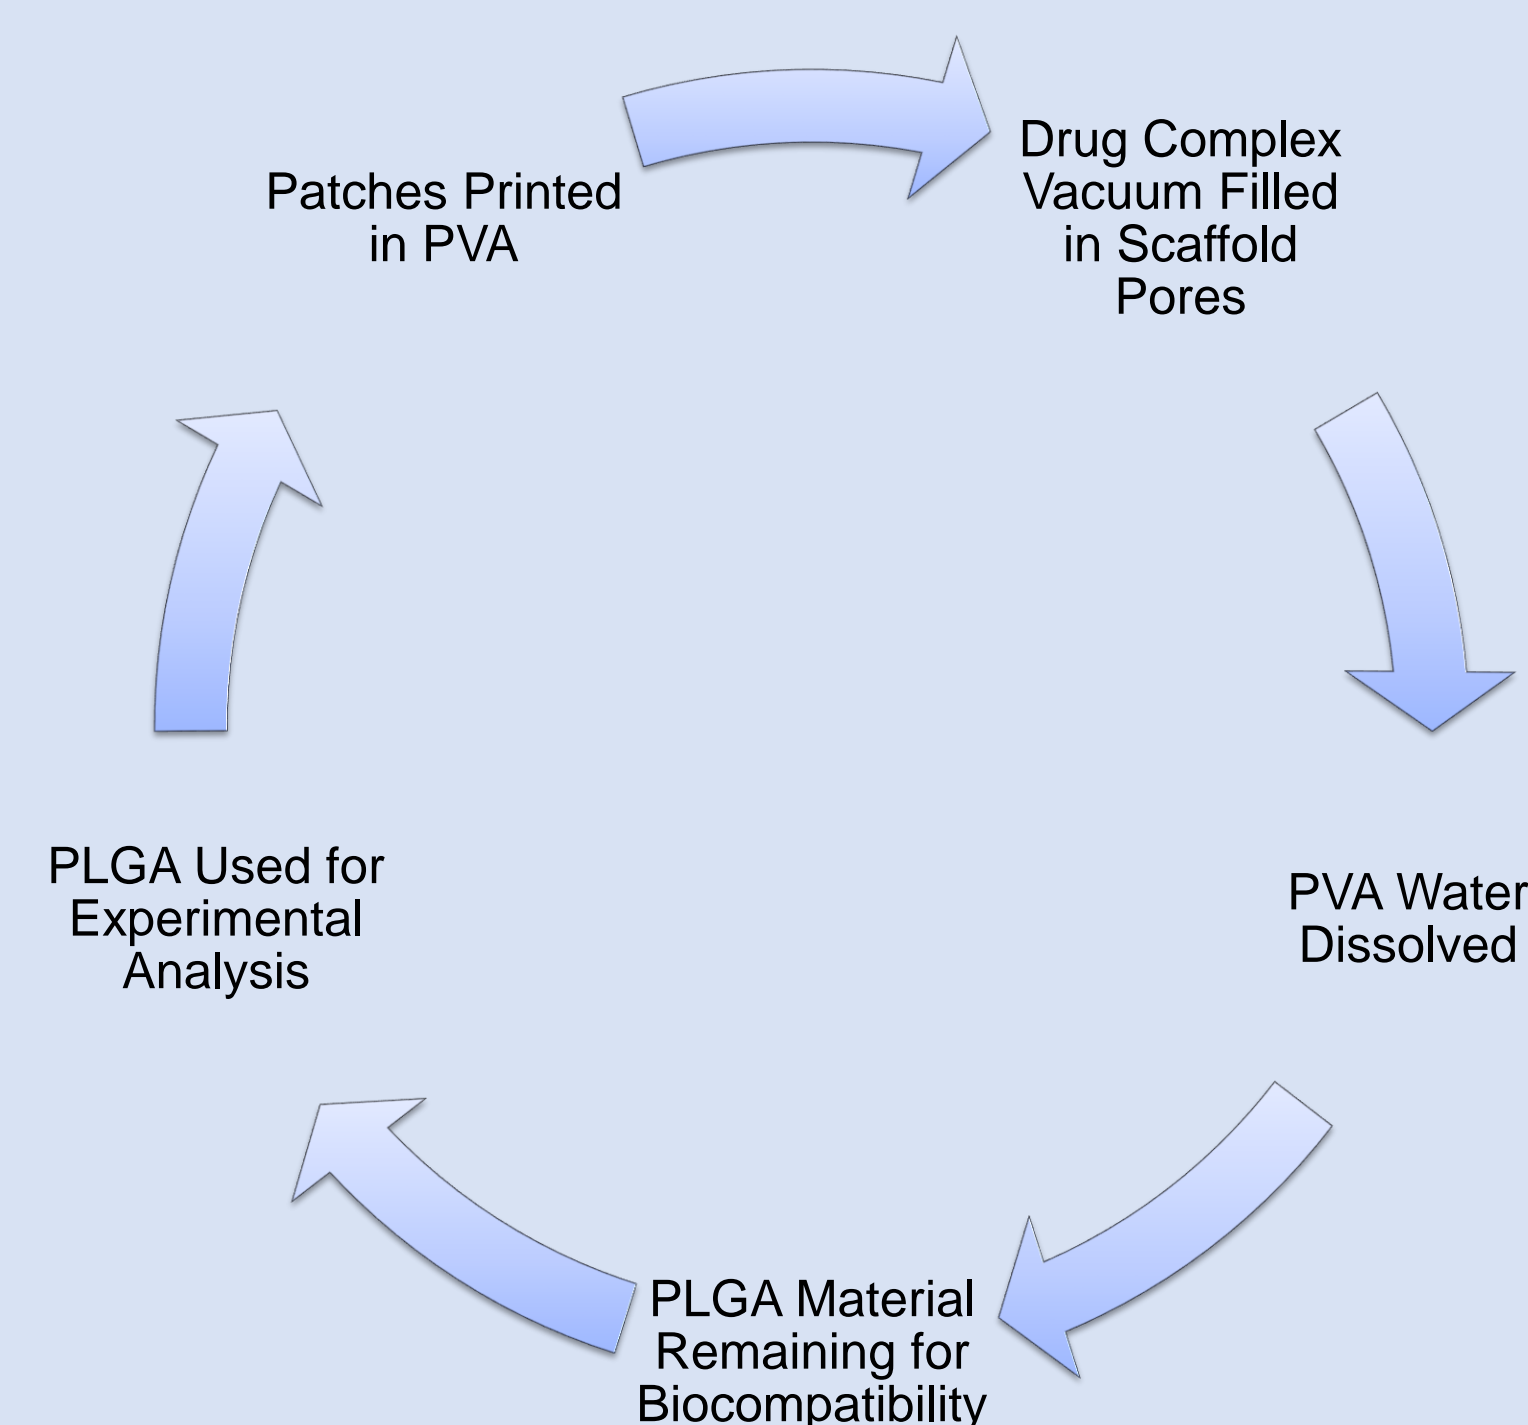 Patches Printed
in PVA
Drug Complex
Vacuum Filled
in Scaffold
Pores
PVA Water
Dissolved
PLGA Material
Remaining for
Biocompatibility
PLGA Used for
Experimental
Analysis